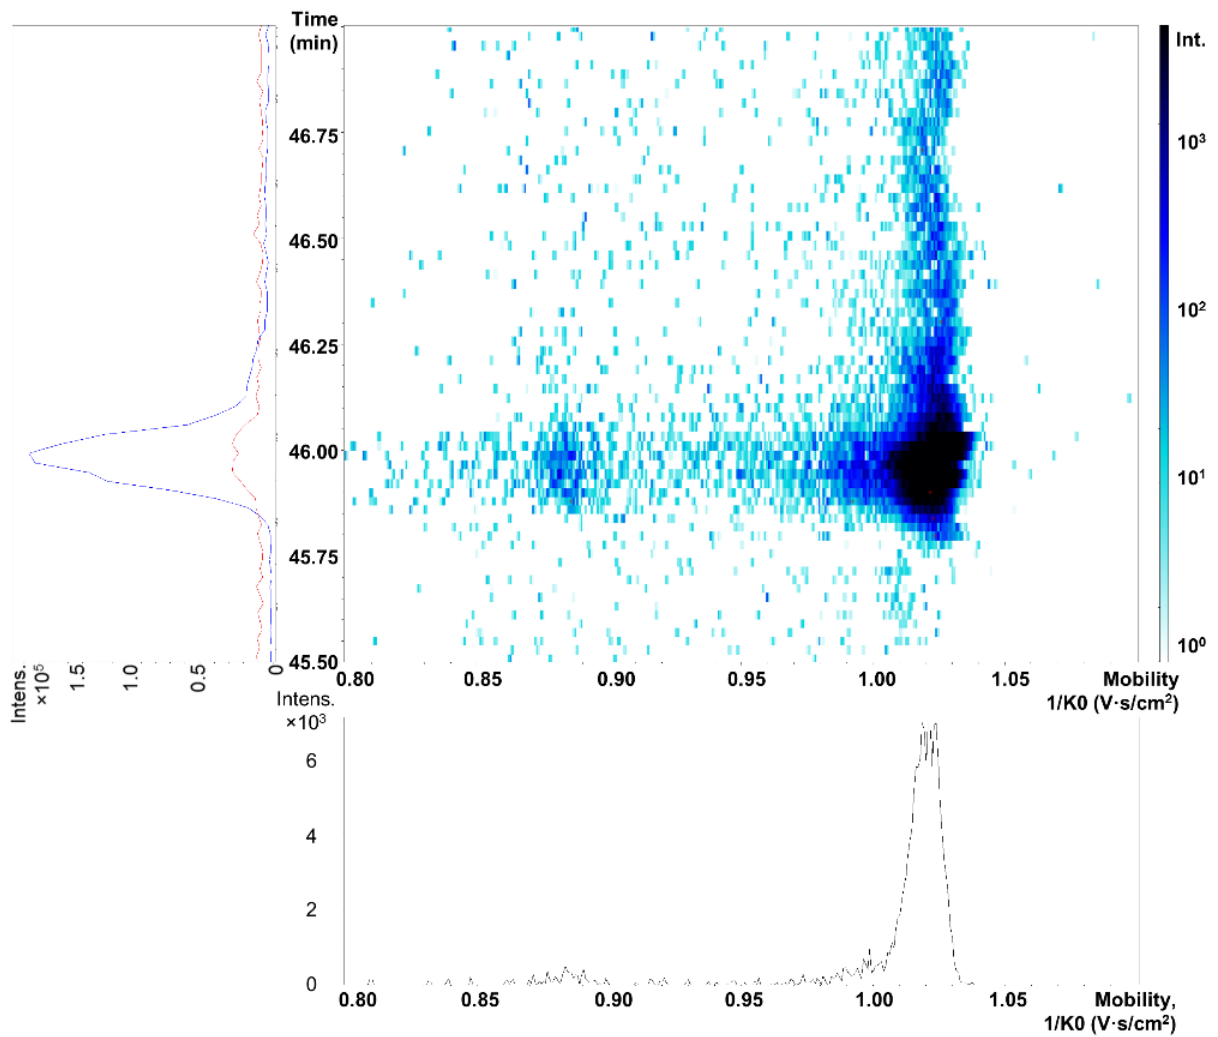 Time
(min)
Int.
46.75
46.50
46.25
46.00
45.75
45.50
10³
10²
10¹
10⁰
Intens.
×10⁵
1.5
1.0
0.5
0
0.80 0.85 0.90 0.95 1.00 1.05 Mobility
1/K0 (V·s/cm²)
Intens.
×10³
6
4
2
0
0.80 0.85 0.90 0.95 1.00 1.05 Mobility,
1/K0 (V·s/cm²)